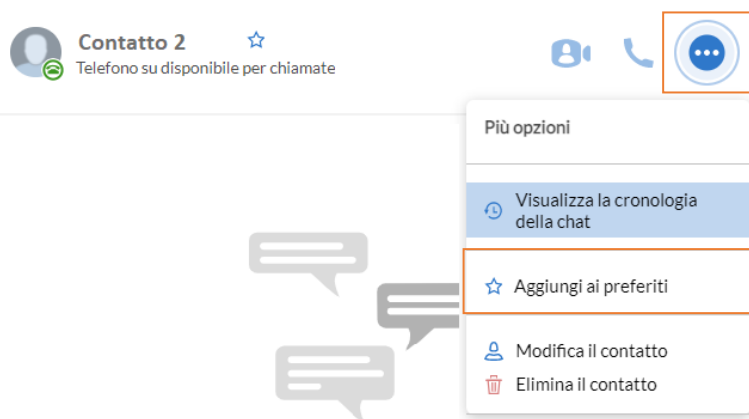 Contatto 2
Telefono su disponibile per chiamate
Più opzioni
Visualizza la cronologia
della chat
Aggiungi ai preferiti
Modifica il contatto
Elimina il contatto